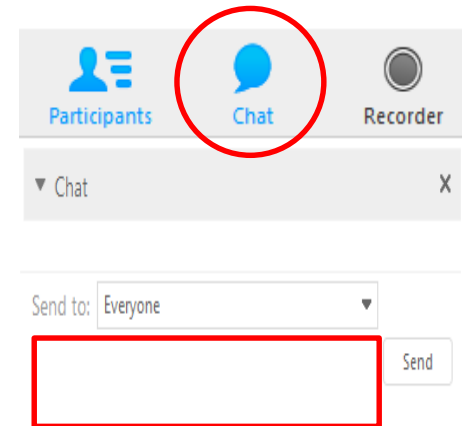 Participants Chat Recorder
Chat X
Send to: Everyone
Send